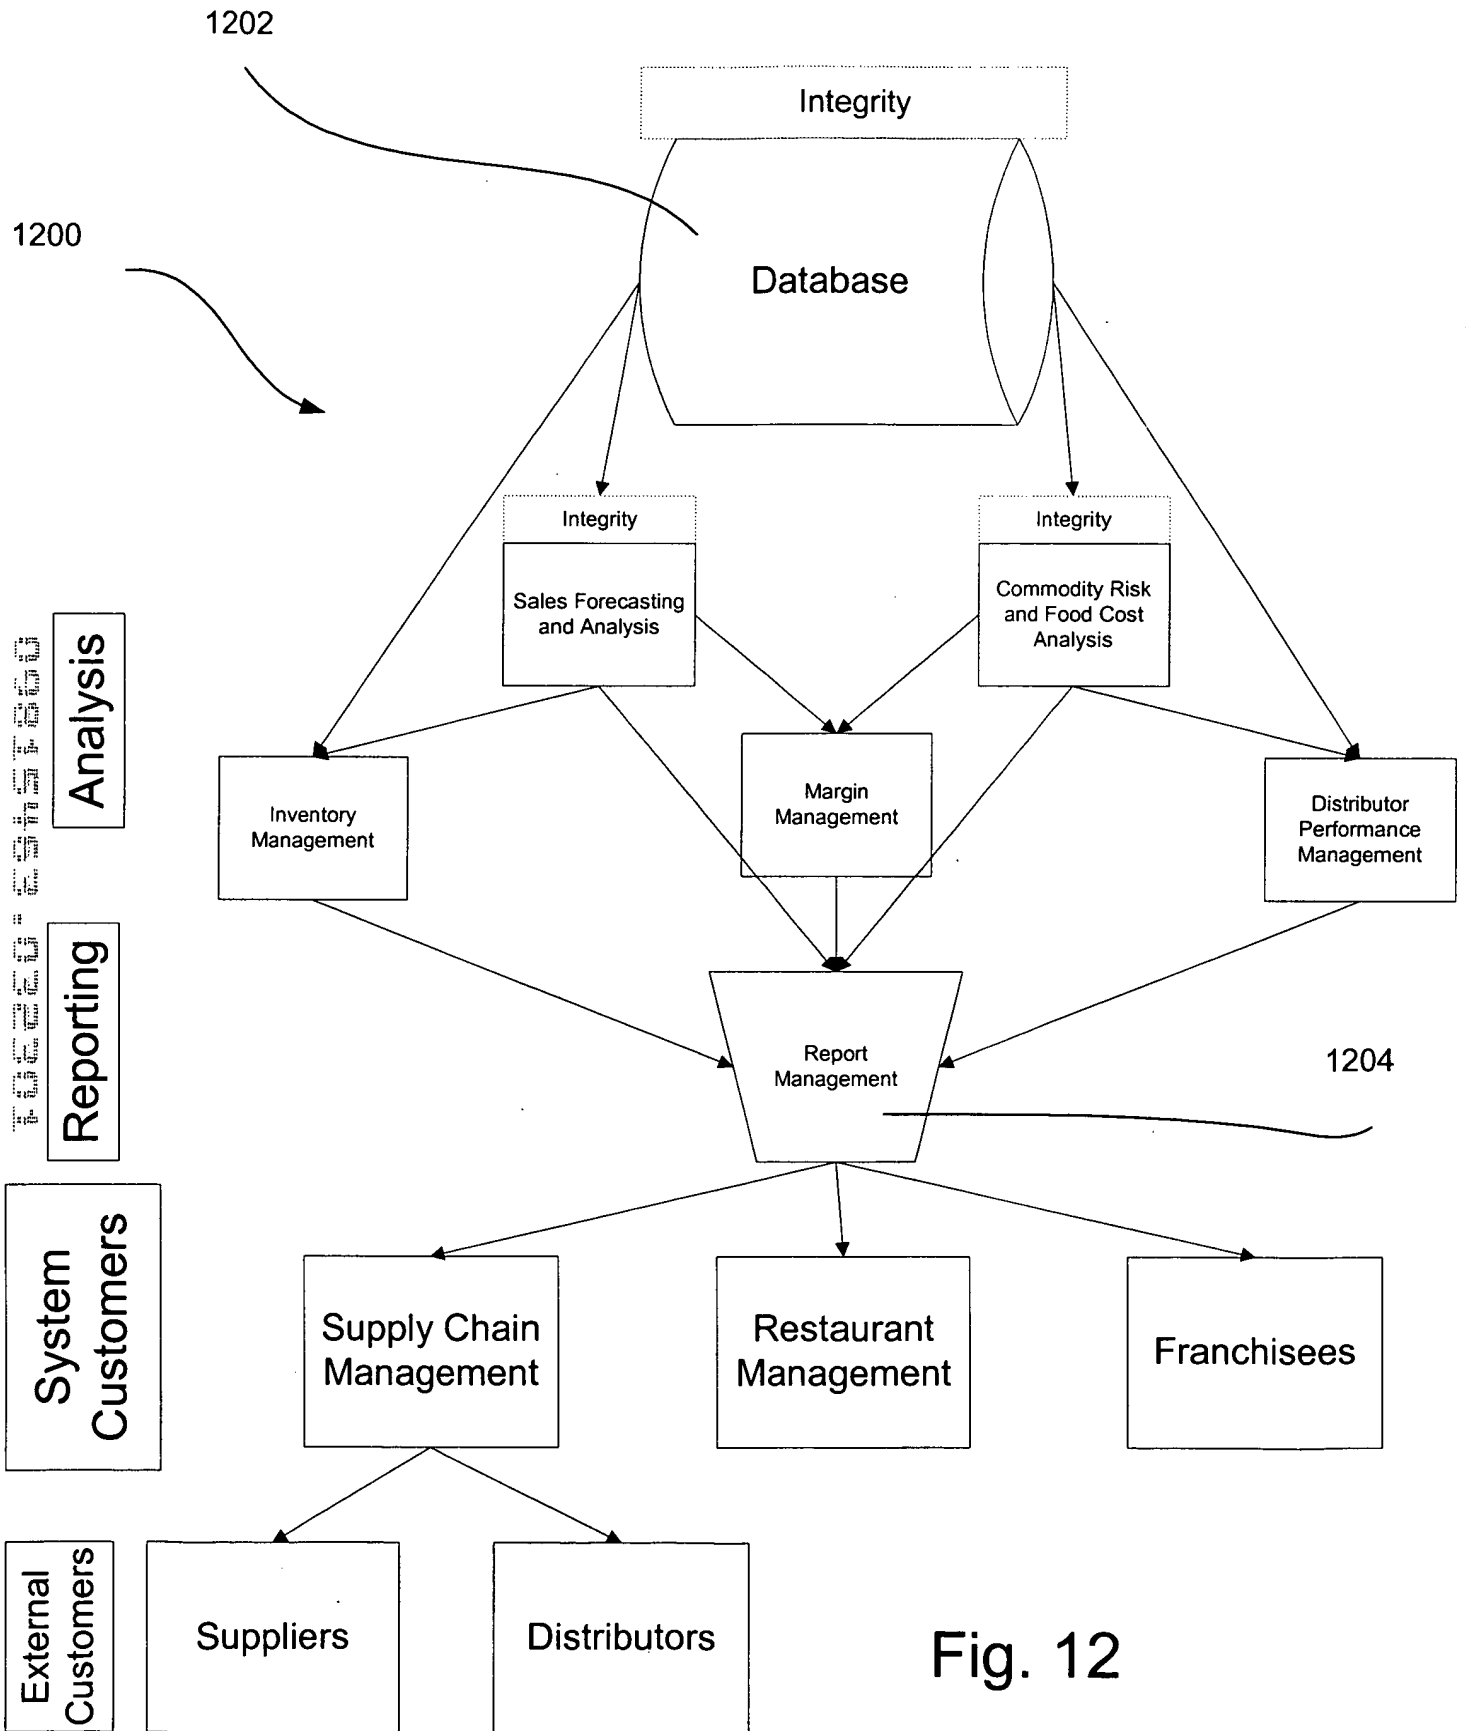 1202
Integrity
1200
Database
Integrity
Integrity
Sales Forecasting
and Analysis
Commodity Risk
and Food Cost
Analysis
Analysis
Inventory
Management
Margin
Management
Distributor
Performance
Management
Reporting
Report
Management
1204
System
Customers
Supply Chain
Management
Restaurant
Management
Franchisees
External
Customers
Suppliers
Distributors
Fig. 12